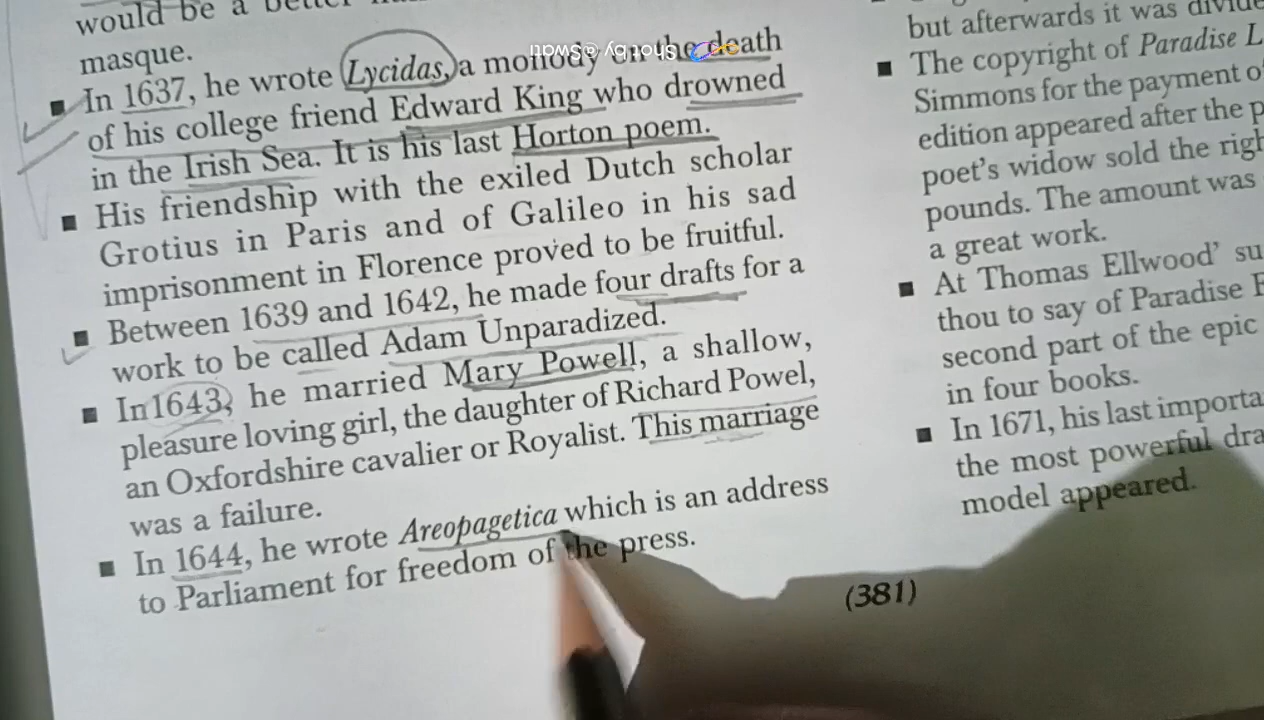 would be a
masque.
In 1637, he wrote Lycidas, a monody on the death
of his college friend Edward King who drowned
in the Irish Sea. It is his last Horton poem.
His friendship with the exiled Dutch scholar
Grotius in Paris and of Galileo in his sad
imprisonment in Florence proved to be fruitful.
Between 1639 and 1642, he made four drafts for a
work to be called Adam Unparadized.
In1643, he married Mary Powell, a shallow,
pleasure loving girl, the daughter of Richard Powel,
an Oxfordshire cavalier or Royalist. This marriage
was a failure.
In 1644, he wrote Areopagetica which is an address
to Parliament for freedom of the press.
but afterwards it was
The copyright of Paradise L
Simmons for the payment o
edition appeared after the p
poet's widow sold the righ
pounds. The amount was
a great work.
At Thomas Ellwood' su
thou to say of Paradise
second part of the epic
in four books.
In 1671, his last importa
the most powerful dra
model appeared.
(381)